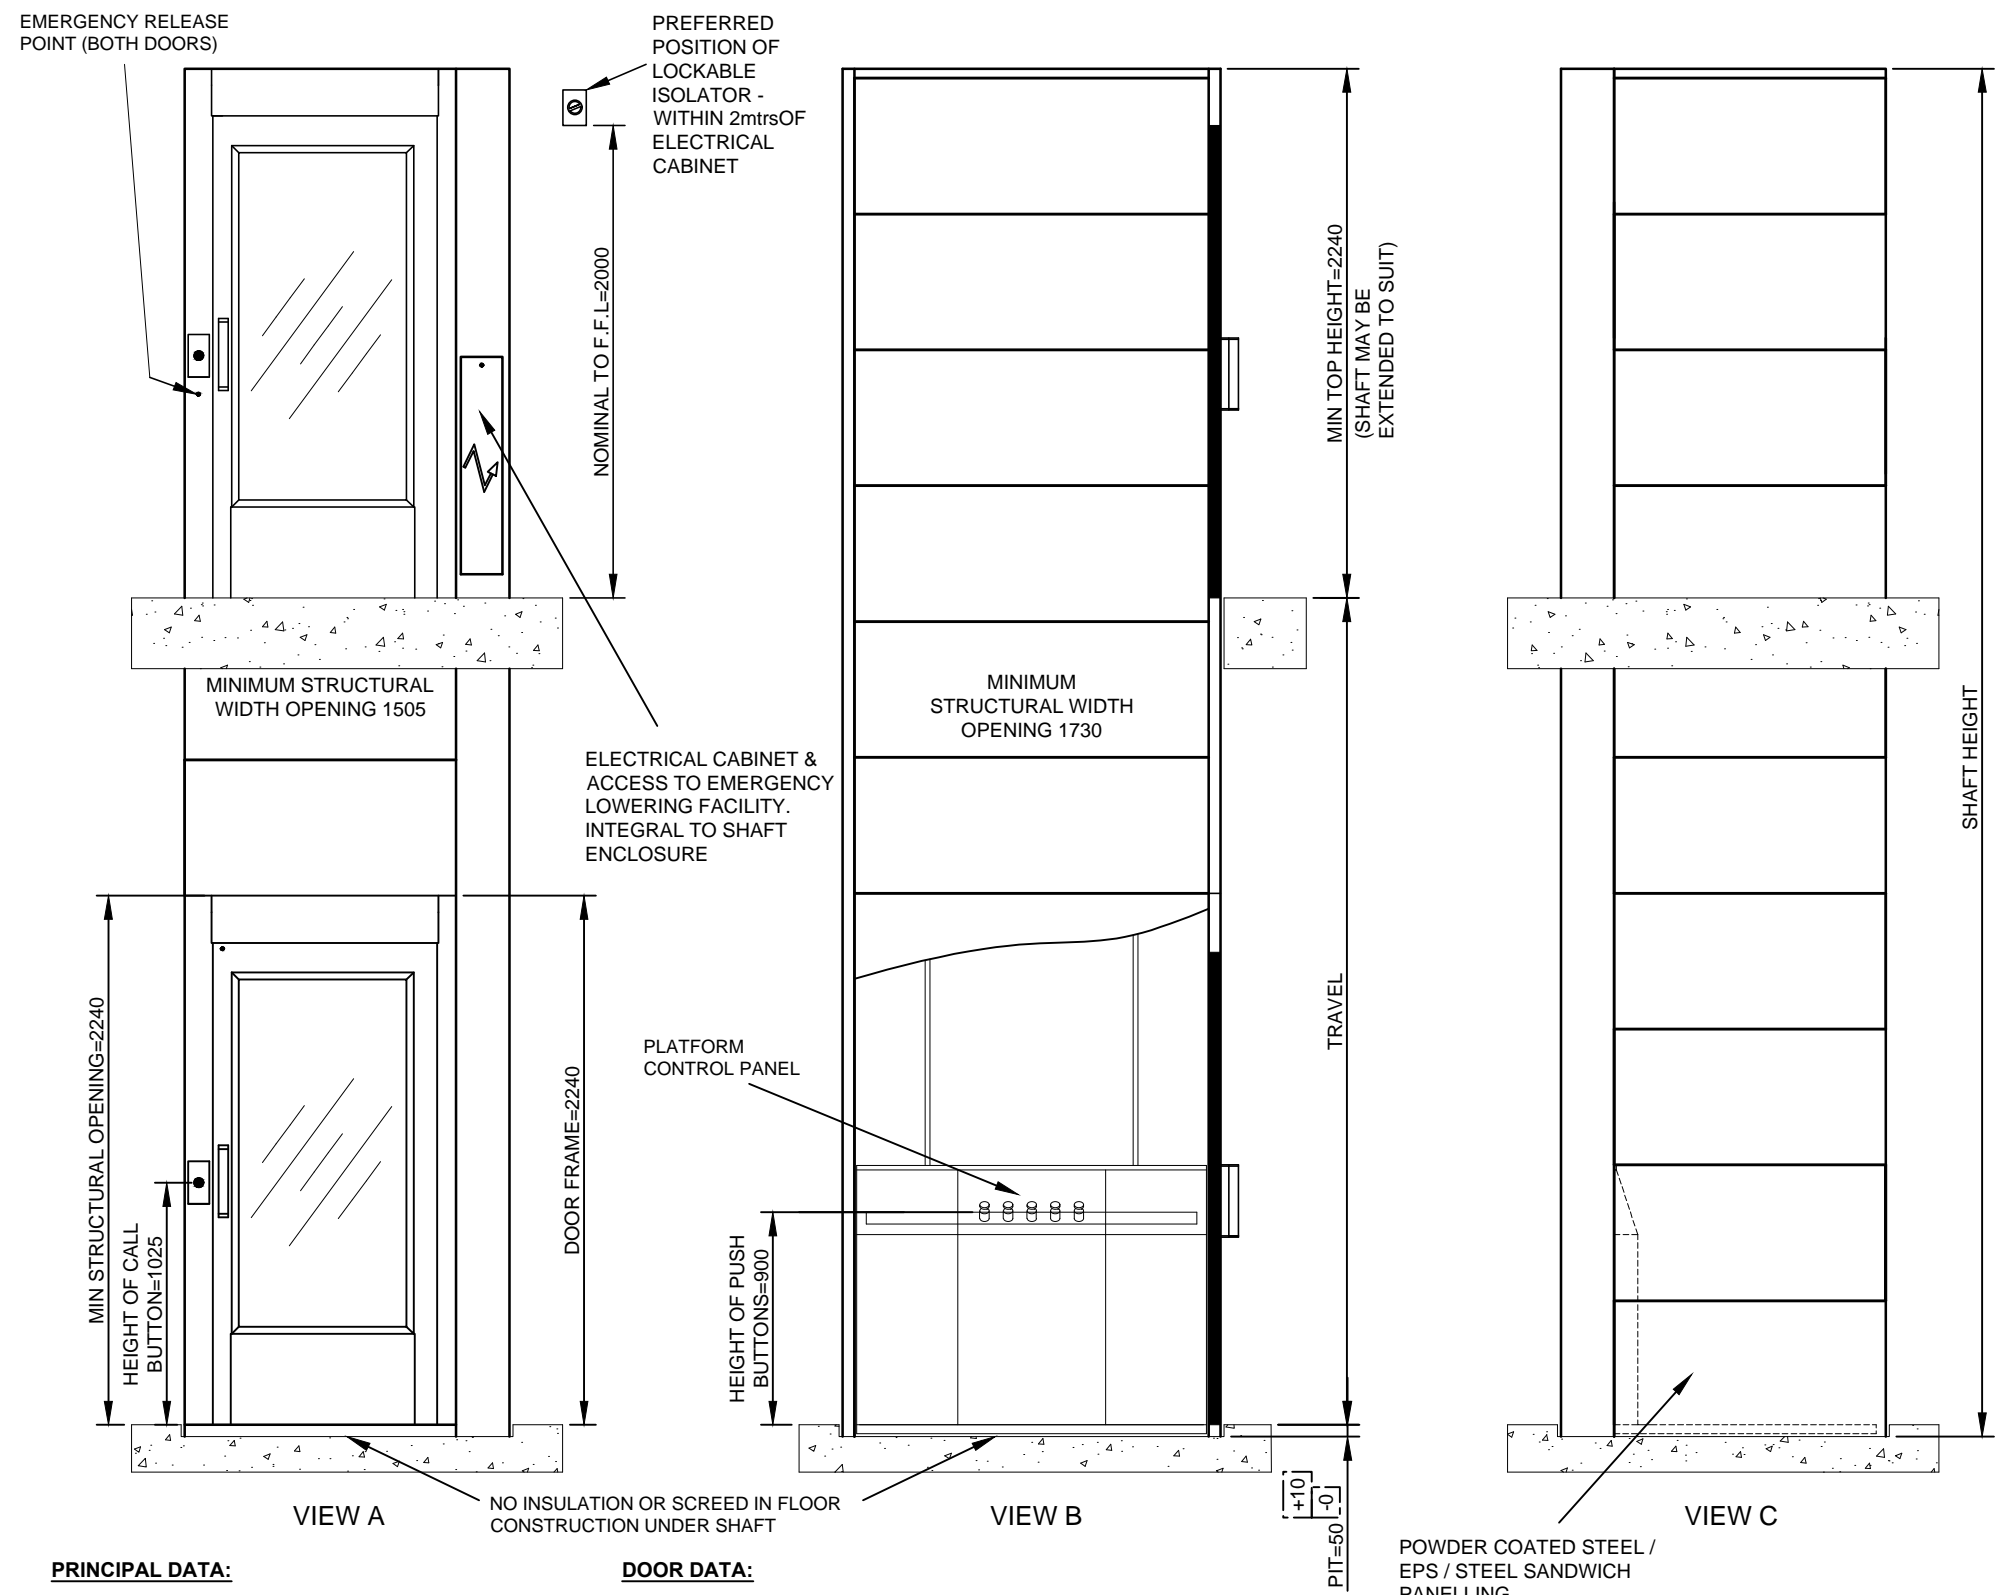 EMERGENCY RELEASE
POINT (BOTH DOORS)
PREFERRED
POSITION OF
LOCKABLE
ISOLATOR -
WITHIN 2mtrsOF
ELECTRICAL
CABINET
NOMINAL TO F.F.L=2000
MIN TOP HEIGHT=2240
(SHAFT MAY BE
EXTENDED TO SUIT)
MINIMUM STRUCTURAL
WIDTH OPENING 1505
MINIMUM
STRUCTURAL WIDTH
OPENING 1730
SHAFT HEIGHT
ELECTRICAL CABINET &
ACCESS TO EMERGENCY
LOWERING FACILITY.
INTEGRAL TO SHAFT
ENCLOSURE
MIN STRUCTURAL OPENING=2240
HEIGHT OF CALL
BUTTON=1025
DOOR FRAME=2240
PLATFORM
CONTROL PANEL
HEIGHT OF PUSH
BUTTONS=900
TRAVEL
PIT=50
+10
-0
VIEW A
NO INSULATION OR SCREED IN FLOOR
CONSTRUCTION UNDER SHAFT
VIEW B
VIEW C
POWDER COATED STEEL /
EPS / STEEL SANDWICH
PANELLING
PRINCIPAL DATA:
DOOR DATA: